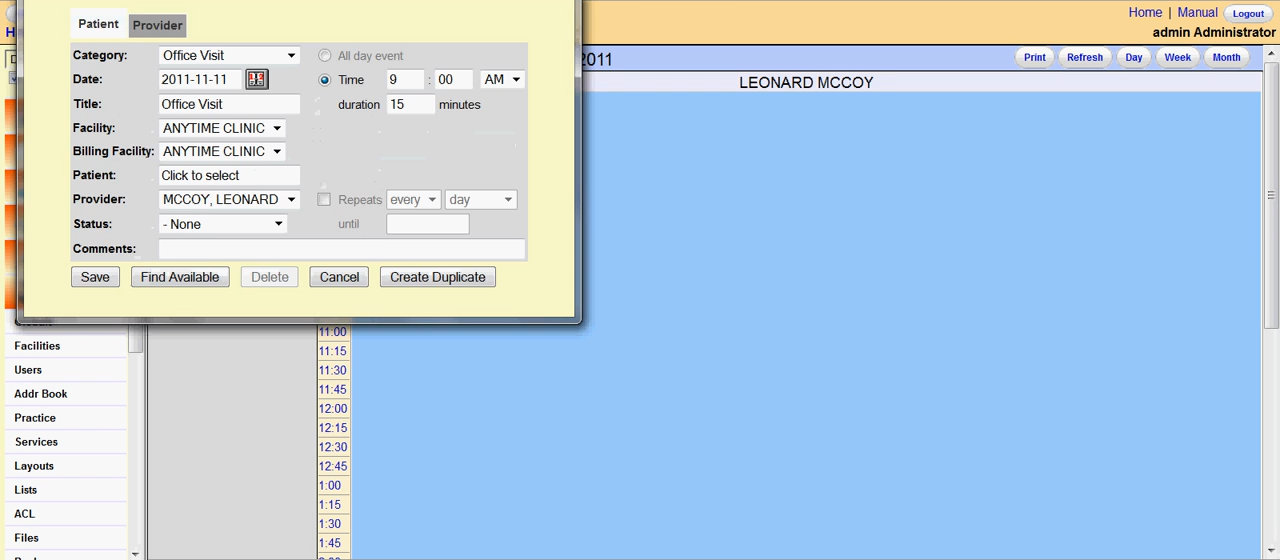 Home | Manual Logout
H
admin Administrator
2011 Print Refresh Day Week Month
LEONARD MCCOY
Patient Provider
Category: Office Visit All day event
Date: 2011-11-11 Time 9 : 00 AM
Title: Office Visit duration 15 minutes
Facility: ANYTIME CLINIC
Billing Facility: ANYTIME CLINIC
Patient: Click to select
Provider: MCCOY, LEONARD Repeats every day
Status: - None until
Comments:
Save Find Available Delete Cancel Create Duplicate
Facilities
Users
Addr Book
Practice
Services
Layouts
Lists
ACL
Files
11:00
11:15
11:30
11:45
12:00
12:15
12:30
12:45
1:00
1:15
1:30
1:45